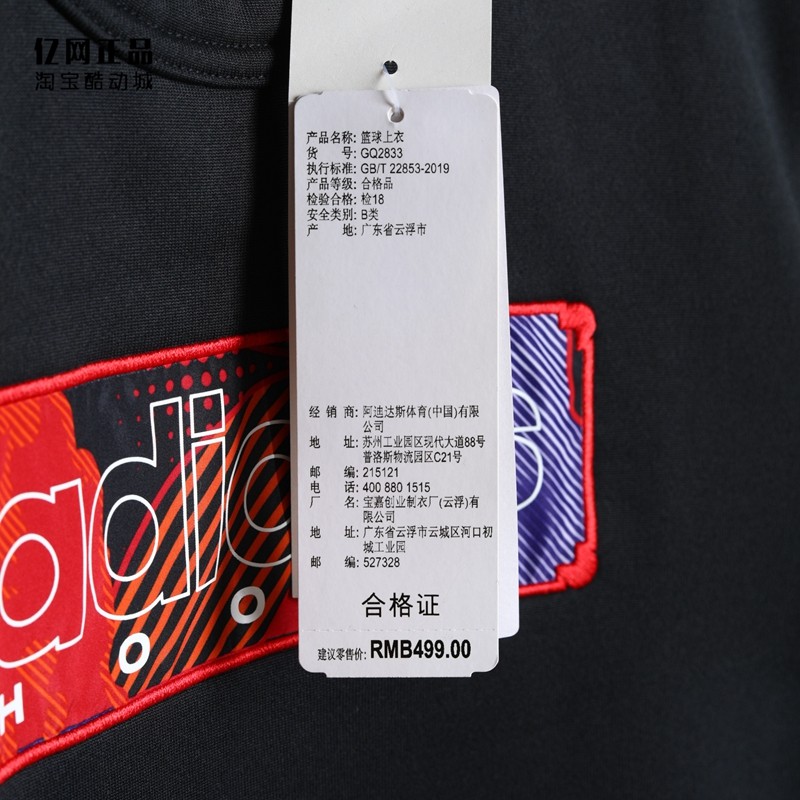 亿网正品
淘宝酷动城
产品名称: 篮球上衣
货 号: GQ2833
执行标准: GB/T 22853-2019
产品等级: 合格品
检验合格: 检18
安全类别: B类
产 地: 广东省云浮市
经 销 商: 阿迪达斯体育(中国)有限
公司
地 址: 苏州工业园区现代大道88号
普洛斯物流园区C21号
邮 编: 215121
电 话: 400 880 1515
厂 名: 宝嘉创业制衣厂(云浮)有
限公司
地 址: 广东省云浮市云城区河口初
城工业园
邮 编: 527328
合格证
建议零售价: RMB499.00
adi
O O
H